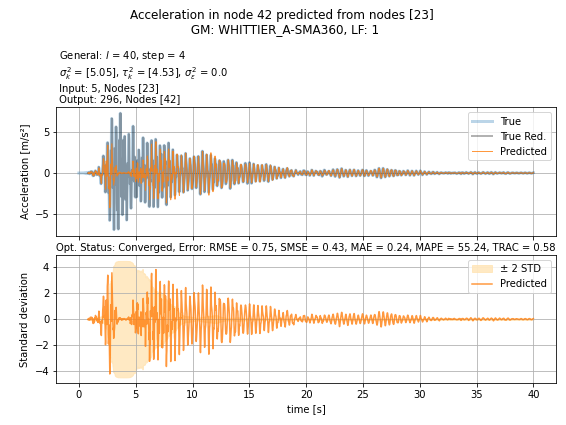 Acceleration in node 42 predicted from nodes [23]
GM: WHITTIER_A-SMA360, LF: 1
General: l = 40, step = 4
σ²ₖ = [5.05], τ²ₖ = [4.53], σ²ε = 0.0
Input: 5, Nodes [23]
Output: 296, Nodes [42]
True
True Red.
Predicted
Acceleration [m/s²]
5
0
−5
Opt. Status: Converged, Error: RMSE = 0.75, SMSE = 0.43, MAE = 0.24, MAPE = 55.24, TRAC = 0.58
± 2 STD
Predicted
Standard deviation
4
2
0
−2
−4
0 5 10 15 20 25 30 35 40
time [s]